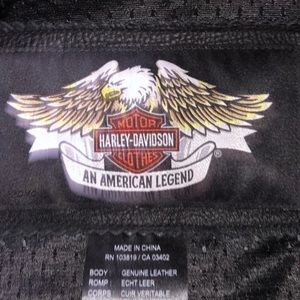 MOTOR
HARLEY-DAVIDSON
CLOTHES
®
AN AMERICAN LEGEND
MADE IN CHINA
RN 103819 / CA 03402
BODY: GENUINE LEATHER
ROMP: ECHT LEER
CORPS: CUIR VERITABLE